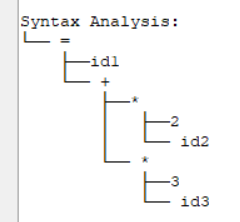 Syntax Analysis:
=
id1
+
*
2
id2
*
3
id3